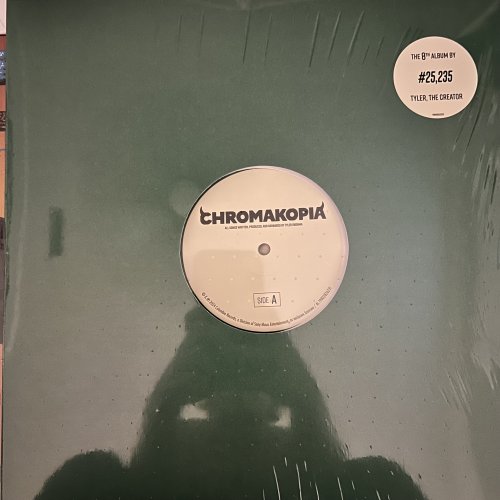 THE 8TH ALBUM BY
#25,235
TYLER, THE CREATOR
CHROMAKOPIA
ALL SONGS WRITTEN, PRODUCED, AND ARRANGED BY TYLER OKONMA
SIDE A